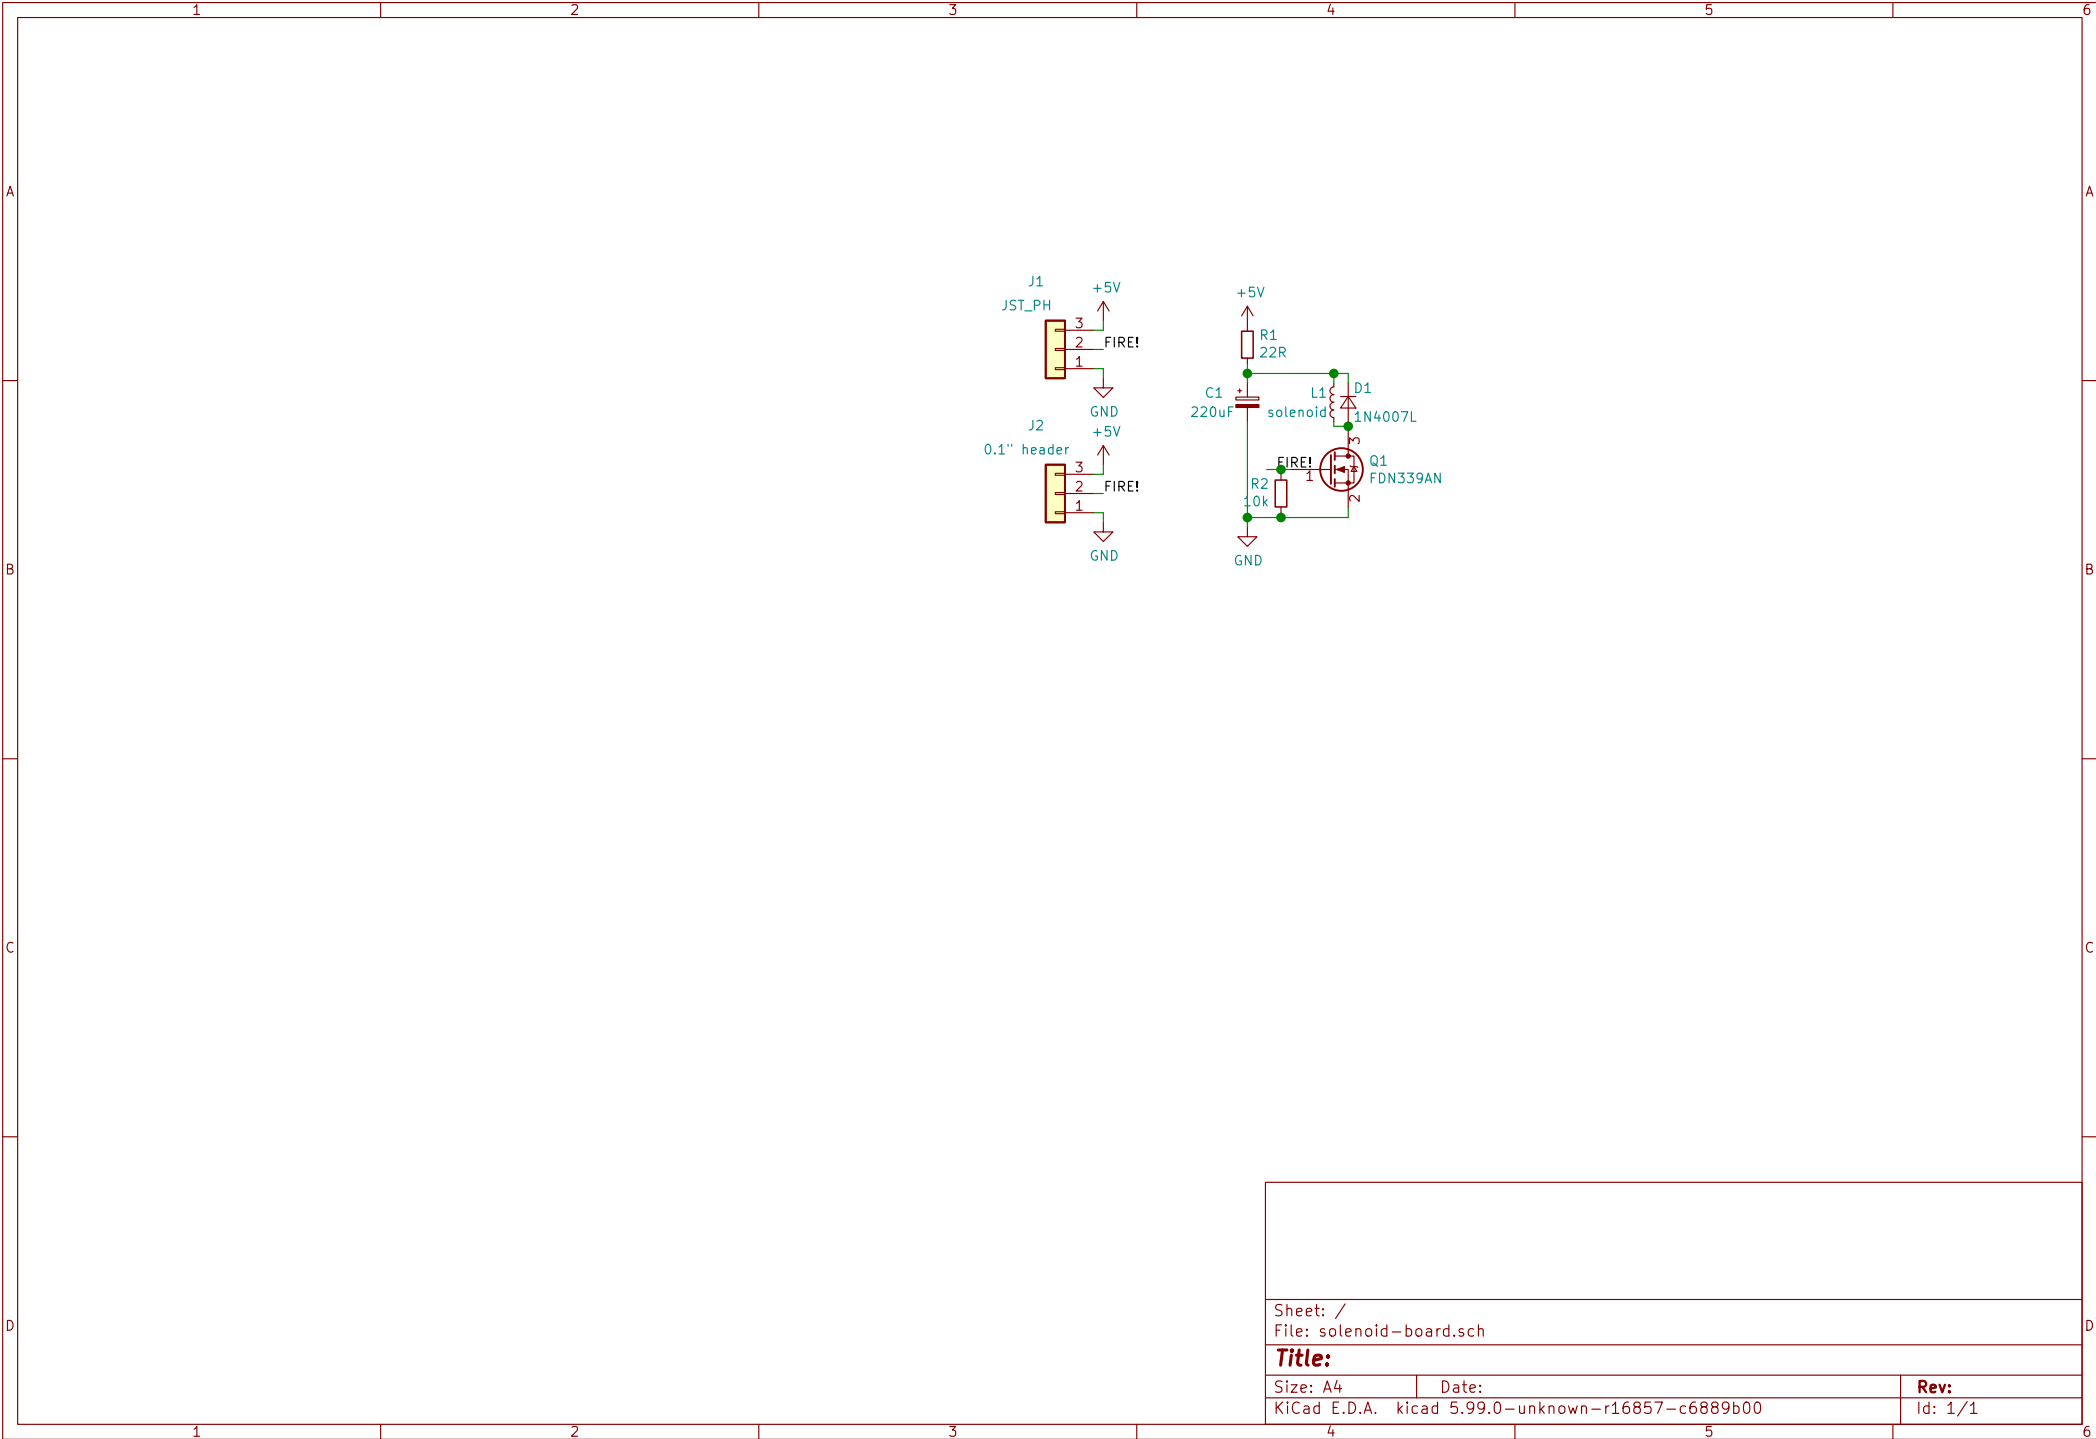 1 2 3 4 5 6
A A
J1
JST_PH
+5V
3
2 FIRE!
1
GND
+5V
R1
22R
C1
220uF
L1
solenoid
D1
1N4007L
B B
J2
0.1" header
+5V
3
2 FIRE!
1
GND
FIRE!
1
3
2
Q1
FDN339AN
R2
10k
GND
C C
D D
Sheet: /
File: solenoid-board.sch
Title:
Size: A4 Date: Rev:
KiCad E.D.A. kicad 5.99.0-unknown-r16857-c6889b00 Id: 1/1
1 2 3 4 5 6